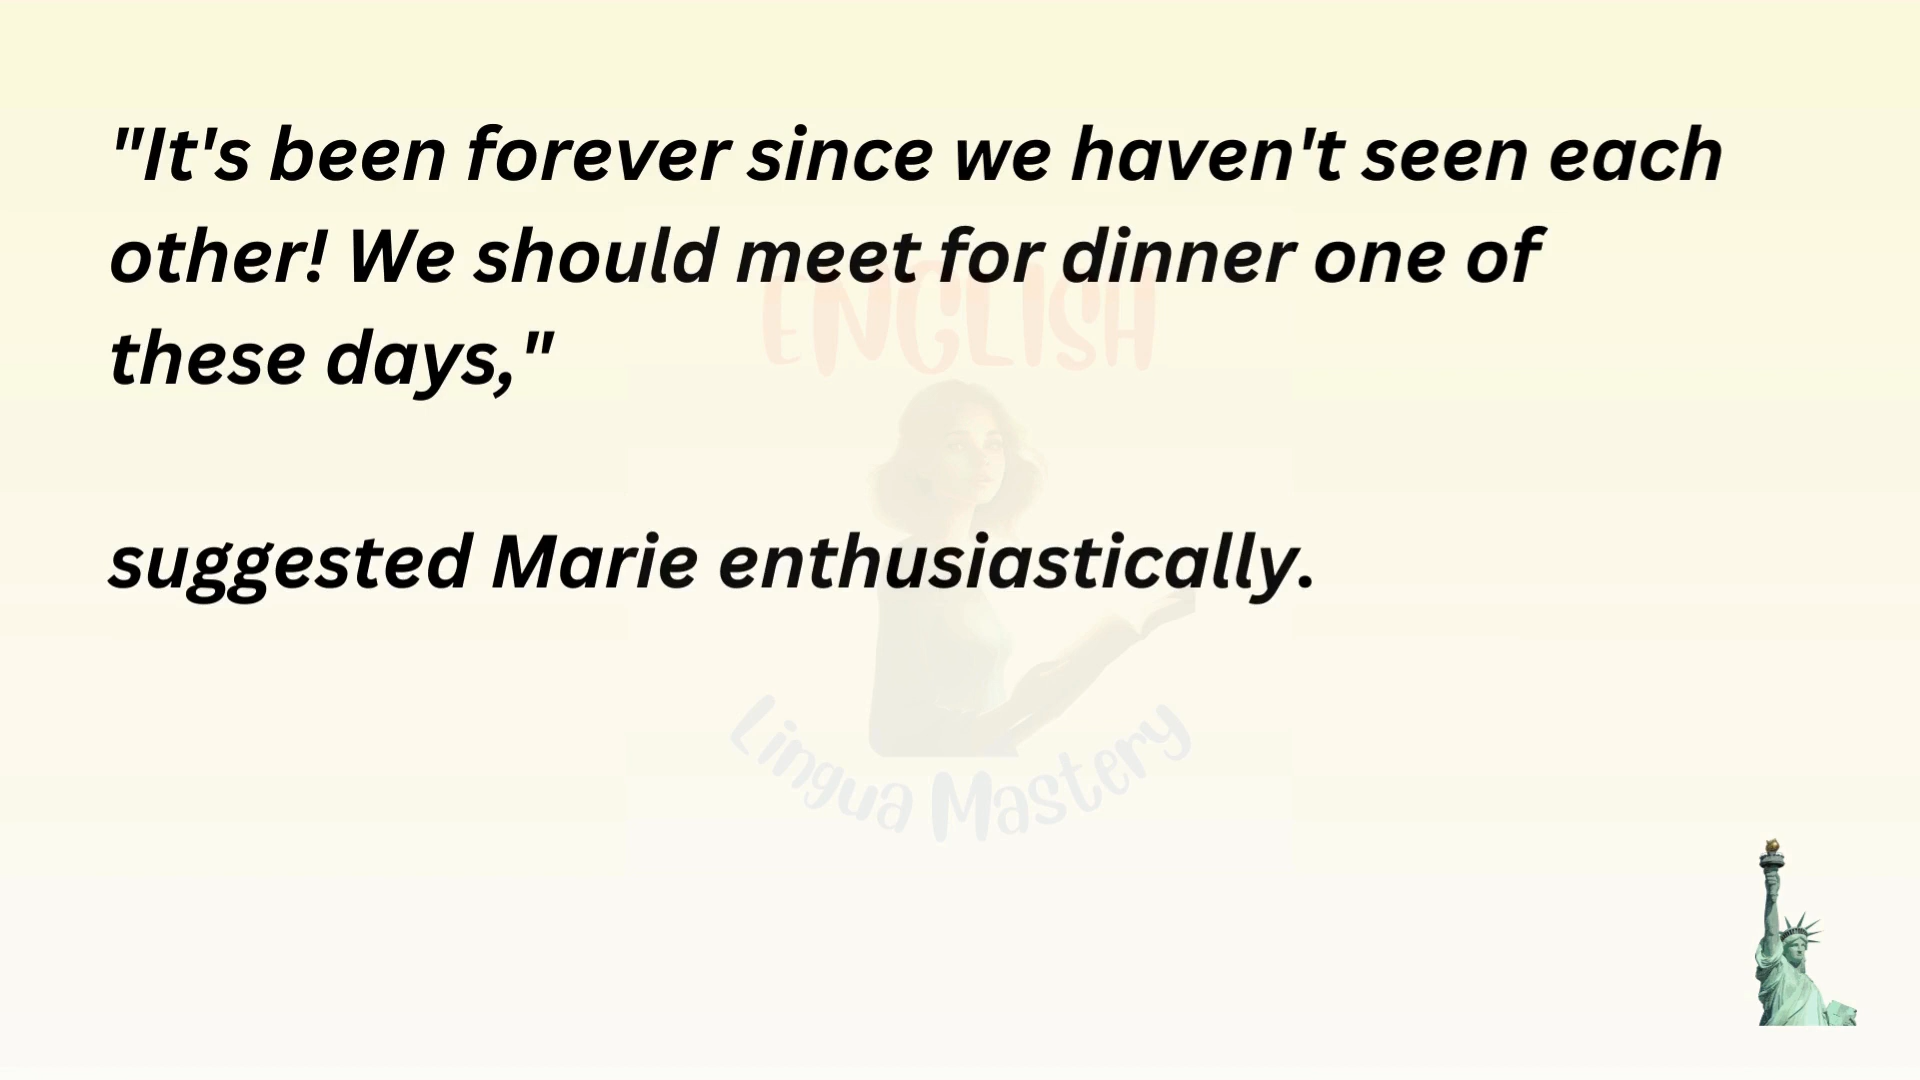 "It's been forever since we haven't seen each
other! We should meet for dinner one of
these days,"
suggested Marie enthusiastically.
ENGLISH
Lingua Mastery